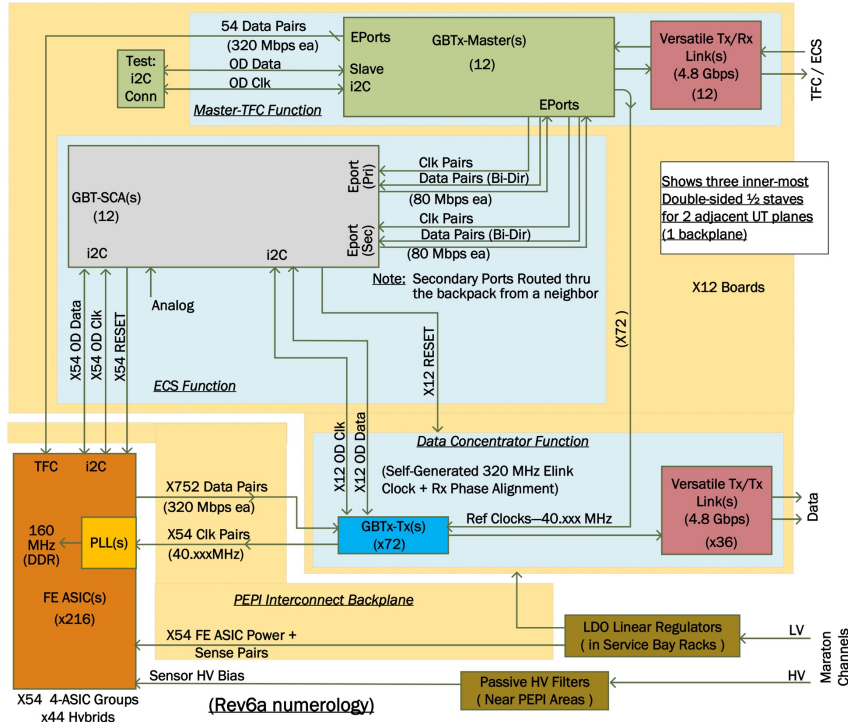 54 Data Pairs
(320 Mbps ea)
EPorts
GBTx-Master(s)
(12)
Versatile Tx/Rx
Link(s)
(4.8 Gbps)
(12)
TFC / ECS
Test:
i2C
Conn
OD Data
OD Clk
Slave
i2C
EPorts
Master-TFC Function
GBT-SCA(s)
(12)
Eport
(Pri)
Clk Pairs
Data Pairs (Bi-Dir)
(80 Mbps ea)
Eport
(Sec)
Clk Pairs
Data Pairs (Bi-Dir)
(80 Mbps ea)
i2C
i2C
Shows three inner-most
Double-sided ½ staves
for 2 adjacent UT planes
(1 backplane)
X12 Boards
Note: Secondary Ports Routed thru
the backpack from a neighbor
Analog
X54 OD Data
X54 OD Clk
X54 RESET
X12 RESET
(X72 )
ECS Function
X12 OD Clk
X12 OD Data
Data Concentrator Function
(Self-Generated 320 MHz Elink
Clock + Rx Phase Alignment)
TFC
i2C
X752 Data Pairs
(320 Mbps ea)
Versatile Tx/Tx
Link(s)
(4.8 Gbps)
(x36)
Data
Ref Clocks—40.xxx MHz
GBTx-Tx(s)
(x72)
X54 Clk Pairs
(40.xxxMHz)
160
MHz
(DDR)
PLL(s)
FE ASIC(s)
(x216)
PEPI Interconnect Backplane
X54 FE ASIC Power +
Sense Pairs
LDO Linear Regulators
( in Service Bay Racks )
LV
Sensor HV Bias
Passive HV Filters
( Near PEPI Areas )
HV
Maraton
Channels
X54 4-ASIC Groups
x44 Hybrids
(Rev6a numerology)